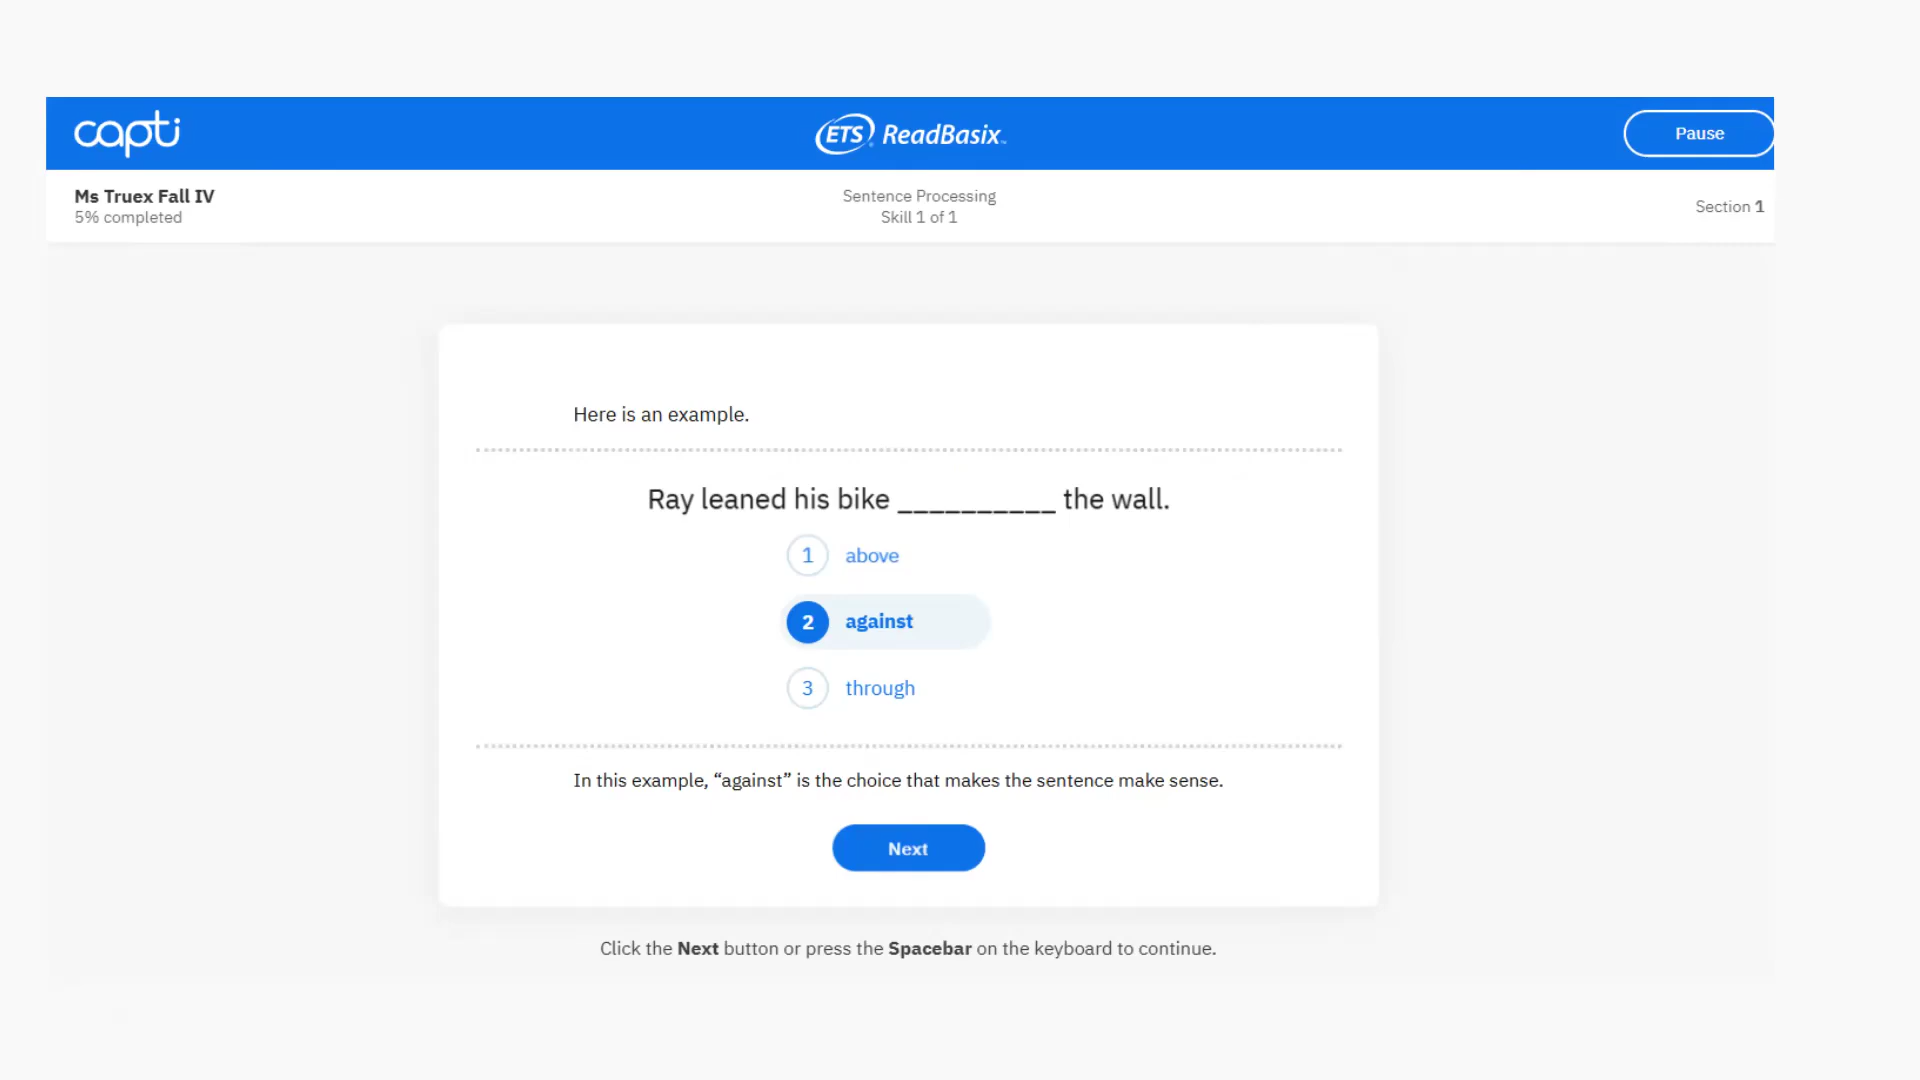 capti
ETS ReadBasix™
Pause
Ms Truex Fall IV
5% completed
Sentence Processing
Skill 1 of 1
Section 1
Here is an example.
Ray leaned his bike __________ the wall.
1 above
2 against
3 through
In this example, “against” is the choice that makes the sentence make sense.
Next
Click the Next button or press the Spacebar on the keyboard to continue.